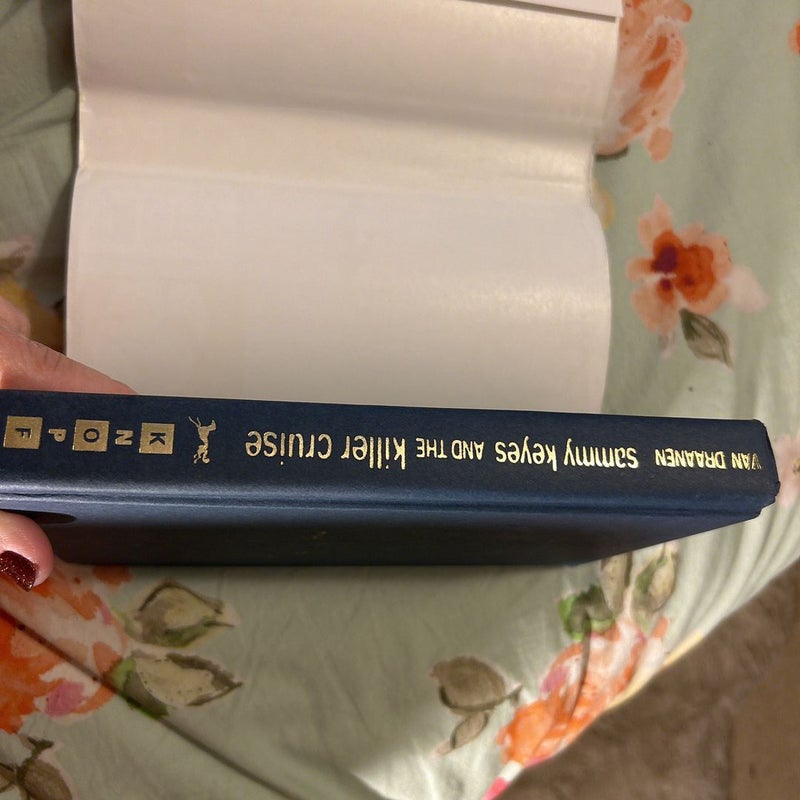 VAN DRAANEN sammy keyes AND THE killer cruise
KNOPF